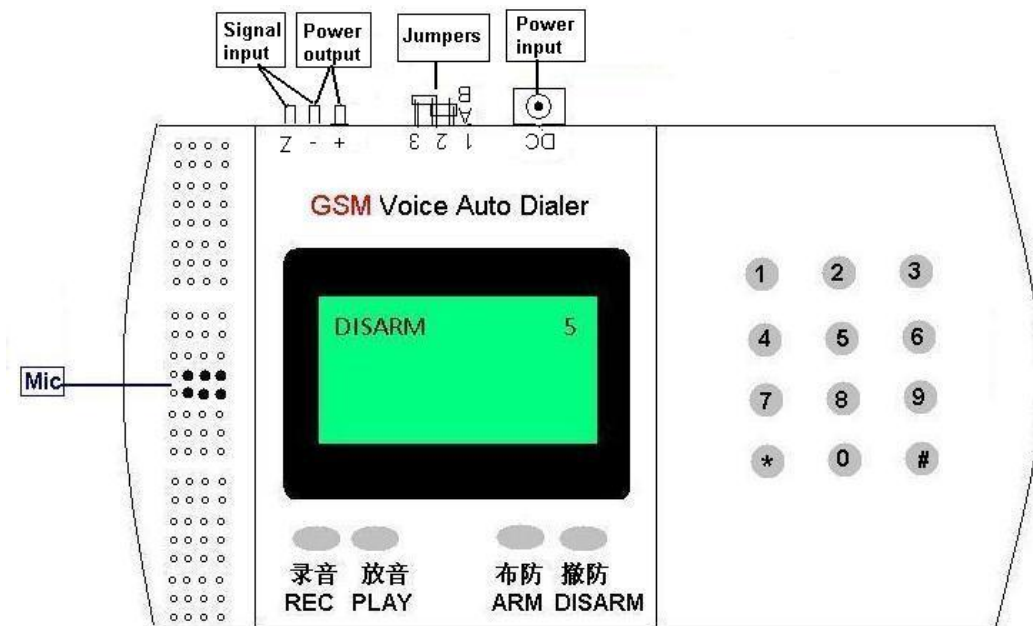 Signal input
Power output
Jumpers
Power input
B
A
Z - +
3 2 1
DC
GSM Voice Auto Dialer
DISARM 5
Mic
1 2 3
4 5 6
7 8 9
* 0 #
录音 放音 布防 撤防
REC PLAY ARM DISARM